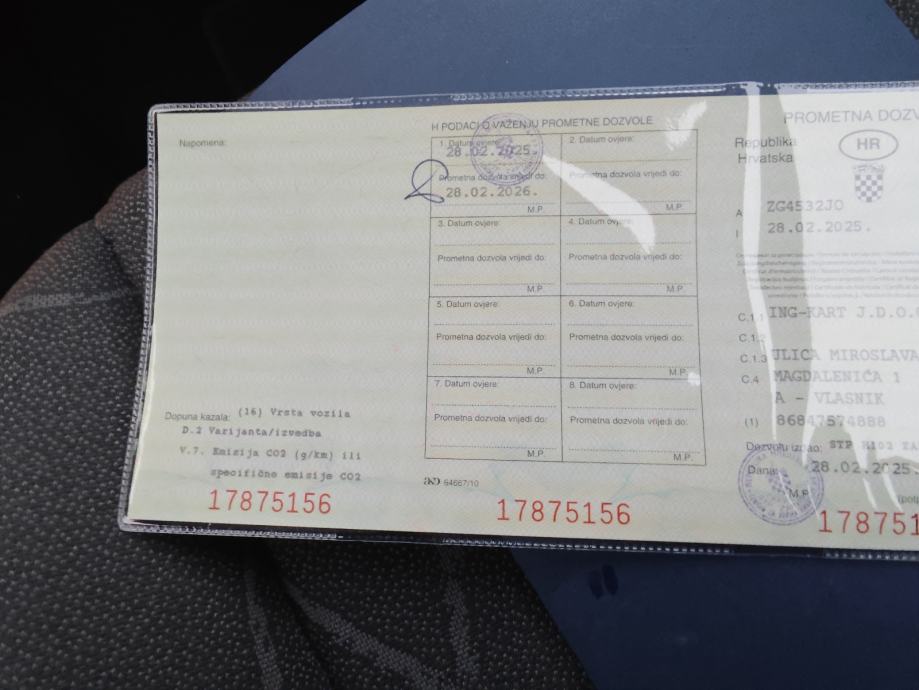 Napomena:
Dopuna kazala: (16) Vrsta vozila
D.2 Varijanta/izvedba
V.7. Emisija CO2 (g/km) ili
specifične emisije CO2
17875156
H PODACI O VAŽENJU PROMETNE DOZVOLE
1. Datum ovjere:
28.02.2025.
Prometna dozvola vrijedi do:
28.02.2026.
M.P.
2. Datum ovjere:
Prometna dozvola vrijedi do:
M.P.
3. Datum ovjere:
Prometna dozvola vrijedi do:
M.P.
4. Datum ovjere:
Prometna dozvola vrijedi do:
M.P.
5. Datum ovjere:
Prometna dozvola vrijedi do:
M.P.
6. Datum ovjere:
Prometna dozvola vrijedi do:
M.P.
7. Datum ovjere:
Prometna dozvola vrijedi do:
M.P.
8. Datum ovjere:
Prometna dozvola vrijedi do:
M.P.
64667/10
17875156
PROMETNA DOZV
Republika
Hrvatska
HR
A ZG4532JO
I 28.02.2025.
C.1.1 ING-KART J.D.O.
C.1.2
C.1.3 ULICA MIROSLAVA
MAGDALENIĆA 1
C.4 A - VLASNIK
(1) 86847574888
Dozvolu izdao: STP
Dana: 28.02.2025.
M.P.
178751